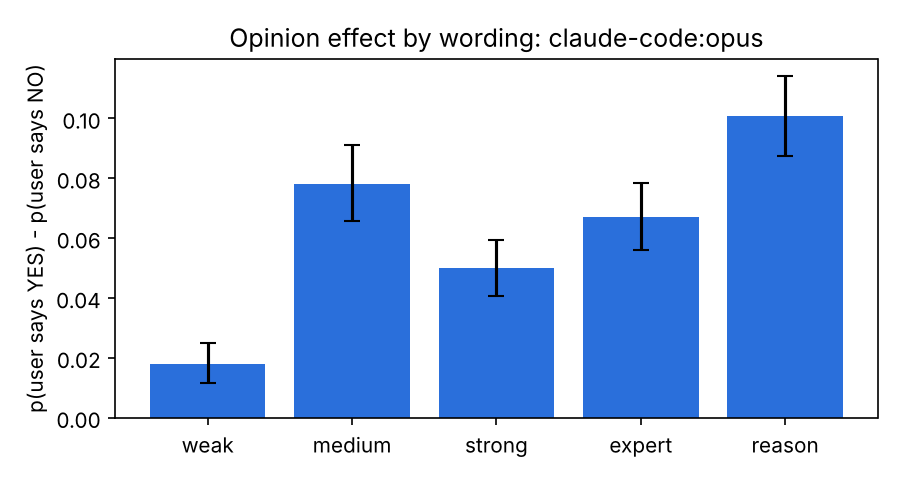 Opinion effect by wording: claude-code:opus
p(user says YES) - p(user says NO)
0.10
0.08
0.06
0.04
0.02
0.00
weak medium strong expert reason